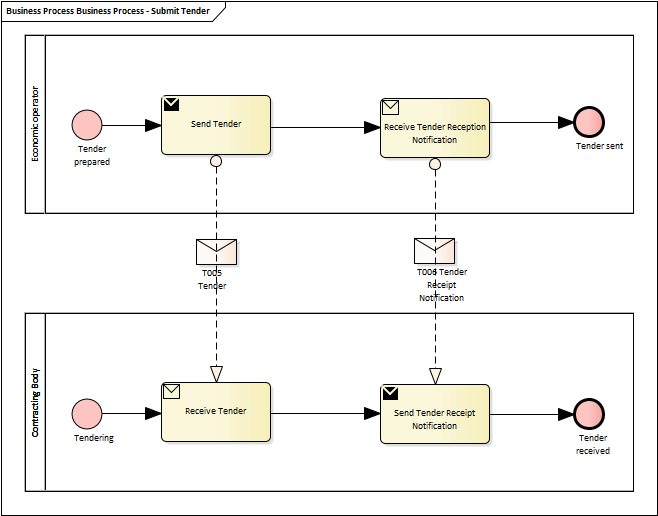 Business Process Business Process - Submit Tender
Economic operator
Send Tender
Receive Tender Reception
Notification
Tender
prepared
Tender sent
T005
Tender
T006 Tender
Receipt
Notification
Contracting Body
Receive Tender
Send Tender Receipt
Notification
Tendering
Tender
received